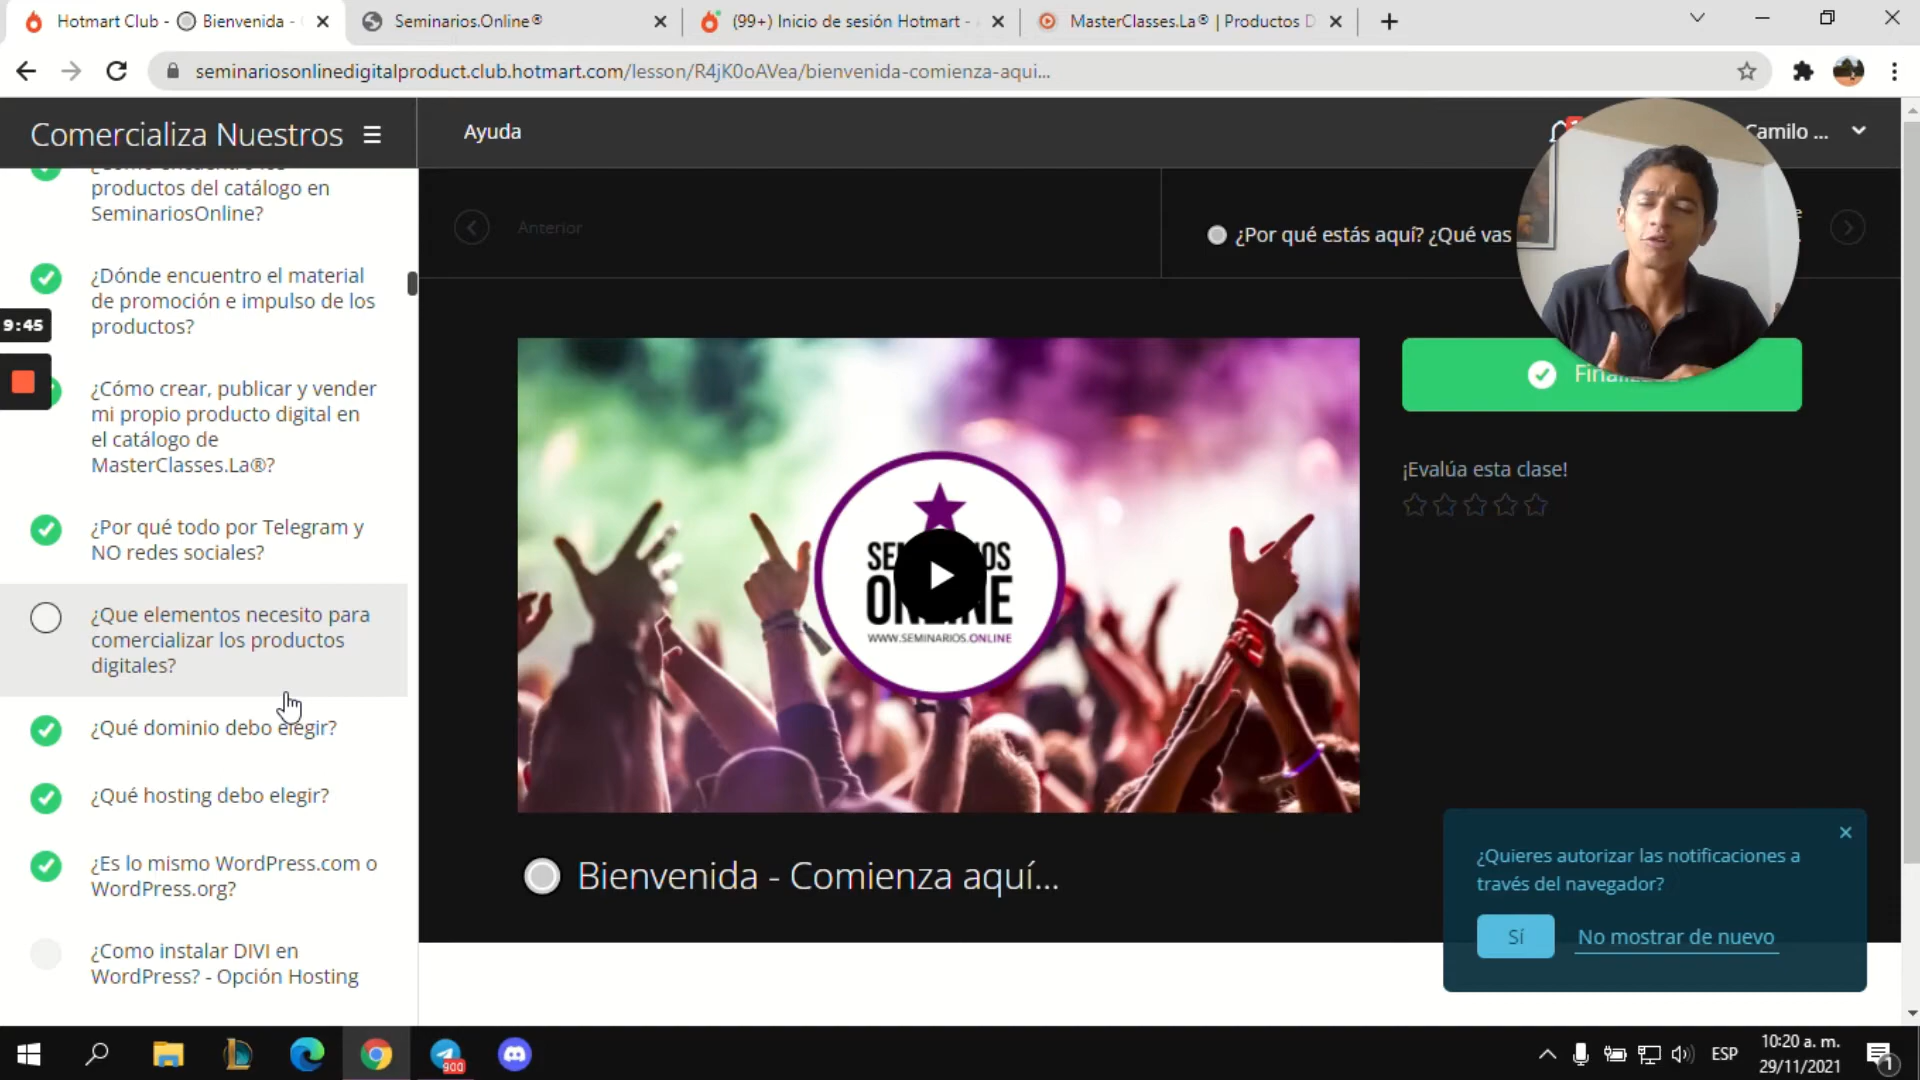 Hotmart Club - Bienvenida -
Seminarios.Online®
(99+) Inicio de sesión Hotmart -
MasterClasses.La® | Productos D
seminariosonlinedigitalproduct.club.hotmart.com/lesson/R4jK0oAVea/bienvenida-comienza-aqui...
Comercializa Nuestros
Ayuda
Camilo ...
productos del catálogo en
SeminariosOnline?
¿Dónde encuentro el material
de promoción e impulso de los
productos?
9:45
¿Cómo crear, publicar y vender
mi propio producto digital en
el catálogo de
MasterClasses.La®?
¿Por qué todo por Telegram y
NO redes sociales?
¿Que elementos necesito para
comercializar los productos
digitales?
¿Qué dominio debo elegir?
¿Qué hosting debo elegir?
¿Es lo mismo WordPress.com o
WordPress.org?
¿Como instalar DIVI en
WordPress? - Opción Hosting
Anterior
¿Por qué estás aquí? ¿Qué vas
¡Evalúa esta clase!
ONLINE
WWW.SEMINARIOS.ONLINE
Bienvenida - Comienza aquí...
¿Quieres autorizar las notificaciones a
través del navegador?
Sí
No mostrar de nuevo
900
ESP
10:20 a. m.
29/11/2021
1